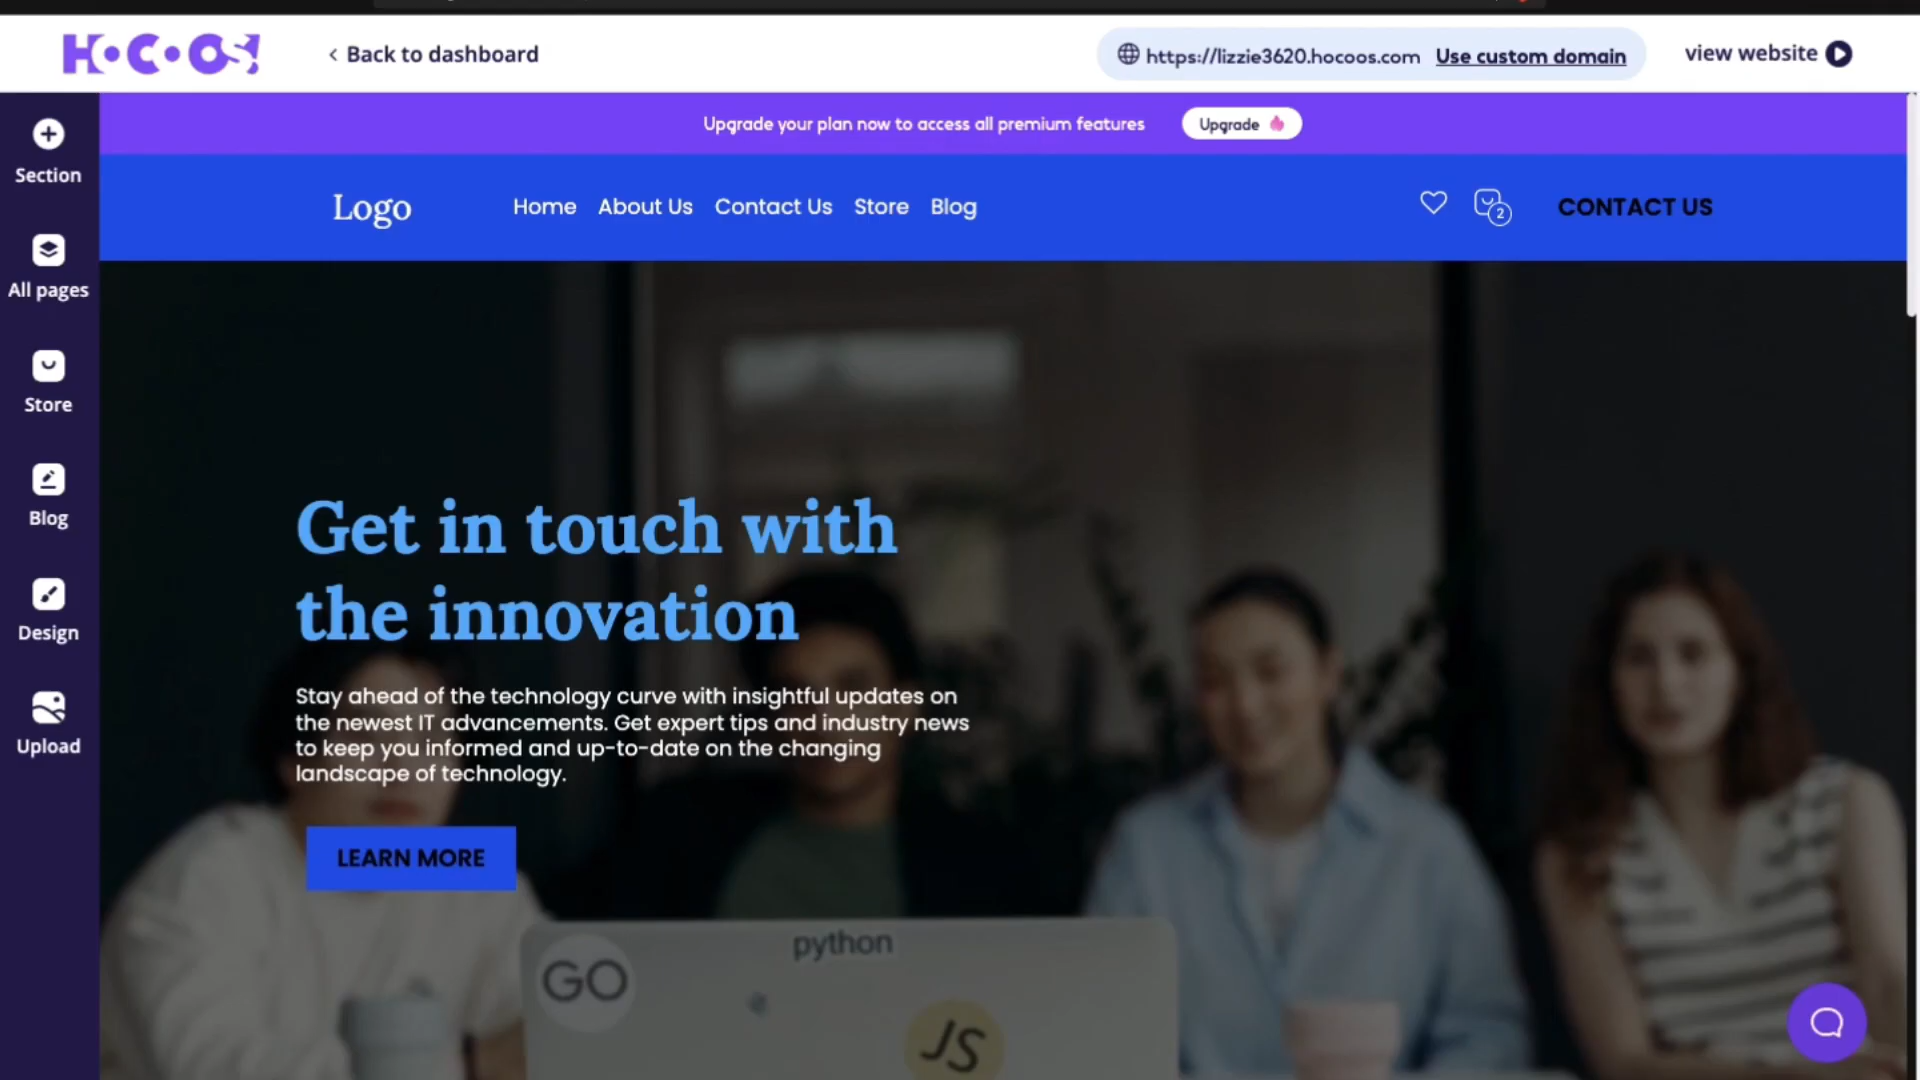 HOCOOS!
< Back to dashboard
https://lizzie3620.hocoos.com Use custom domain
view website
Upgrade your plan now to access all premium features
Upgrade
Section
All pages
Store
Blog
Design
Upload
Logo
Home About Us Contact Us Store Blog
2
CONTACT US
Get in touch with
the innovation
Stay ahead of the technology curve with insightful updates on
the newest IT advancements. Get expert tips and industry news
to keep you informed and up-to-date on the changing
landscape of technology.
LEARN MORE
python
GO
JS